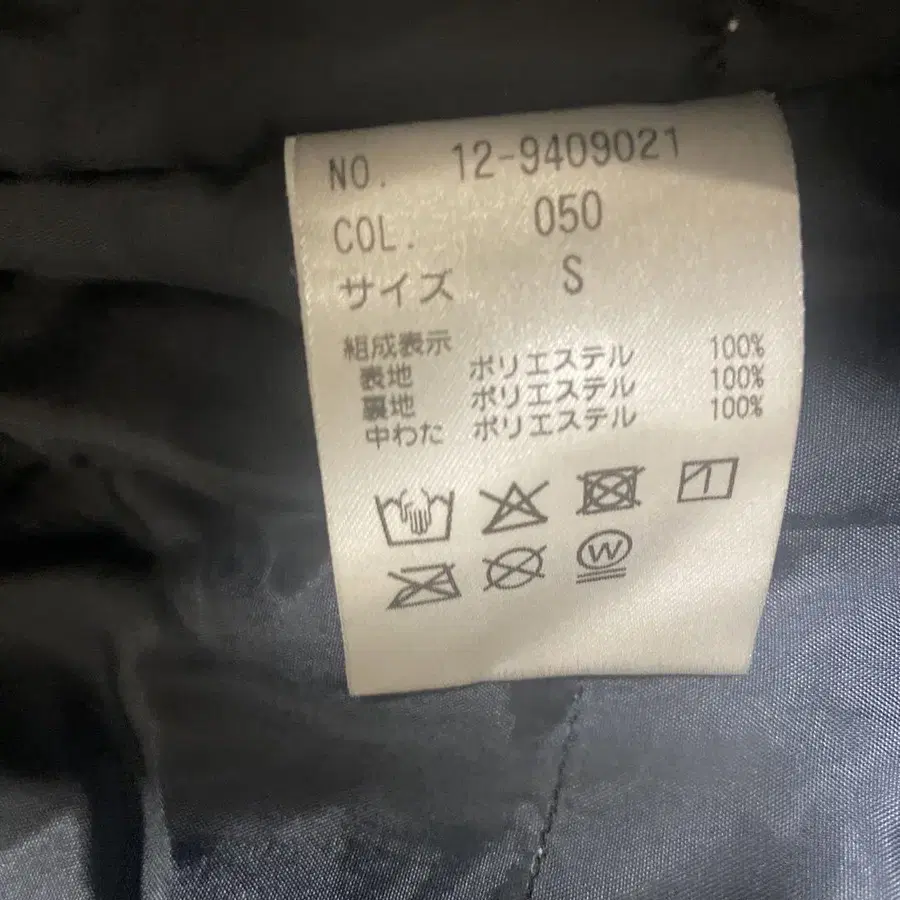 NO. 12-9409021
COL. 050
サイズ S
組成表示
表地 ポリエステル 100%
裏地 ポリエステル 100%
中わた ポリエステル 100%
W